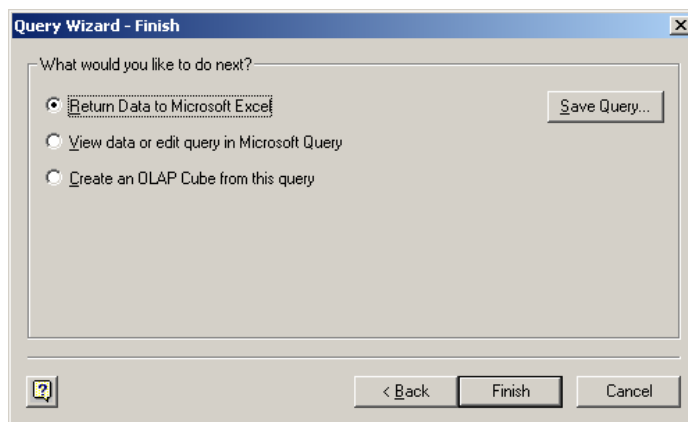 Query Wizard - Finish
What would you like to do next?
Return Data to Microsoft Excel
Save Query...
View data or edit query in Microsoft Query
Create an OLAP Cube from this query
< Back
Finish
Cancel